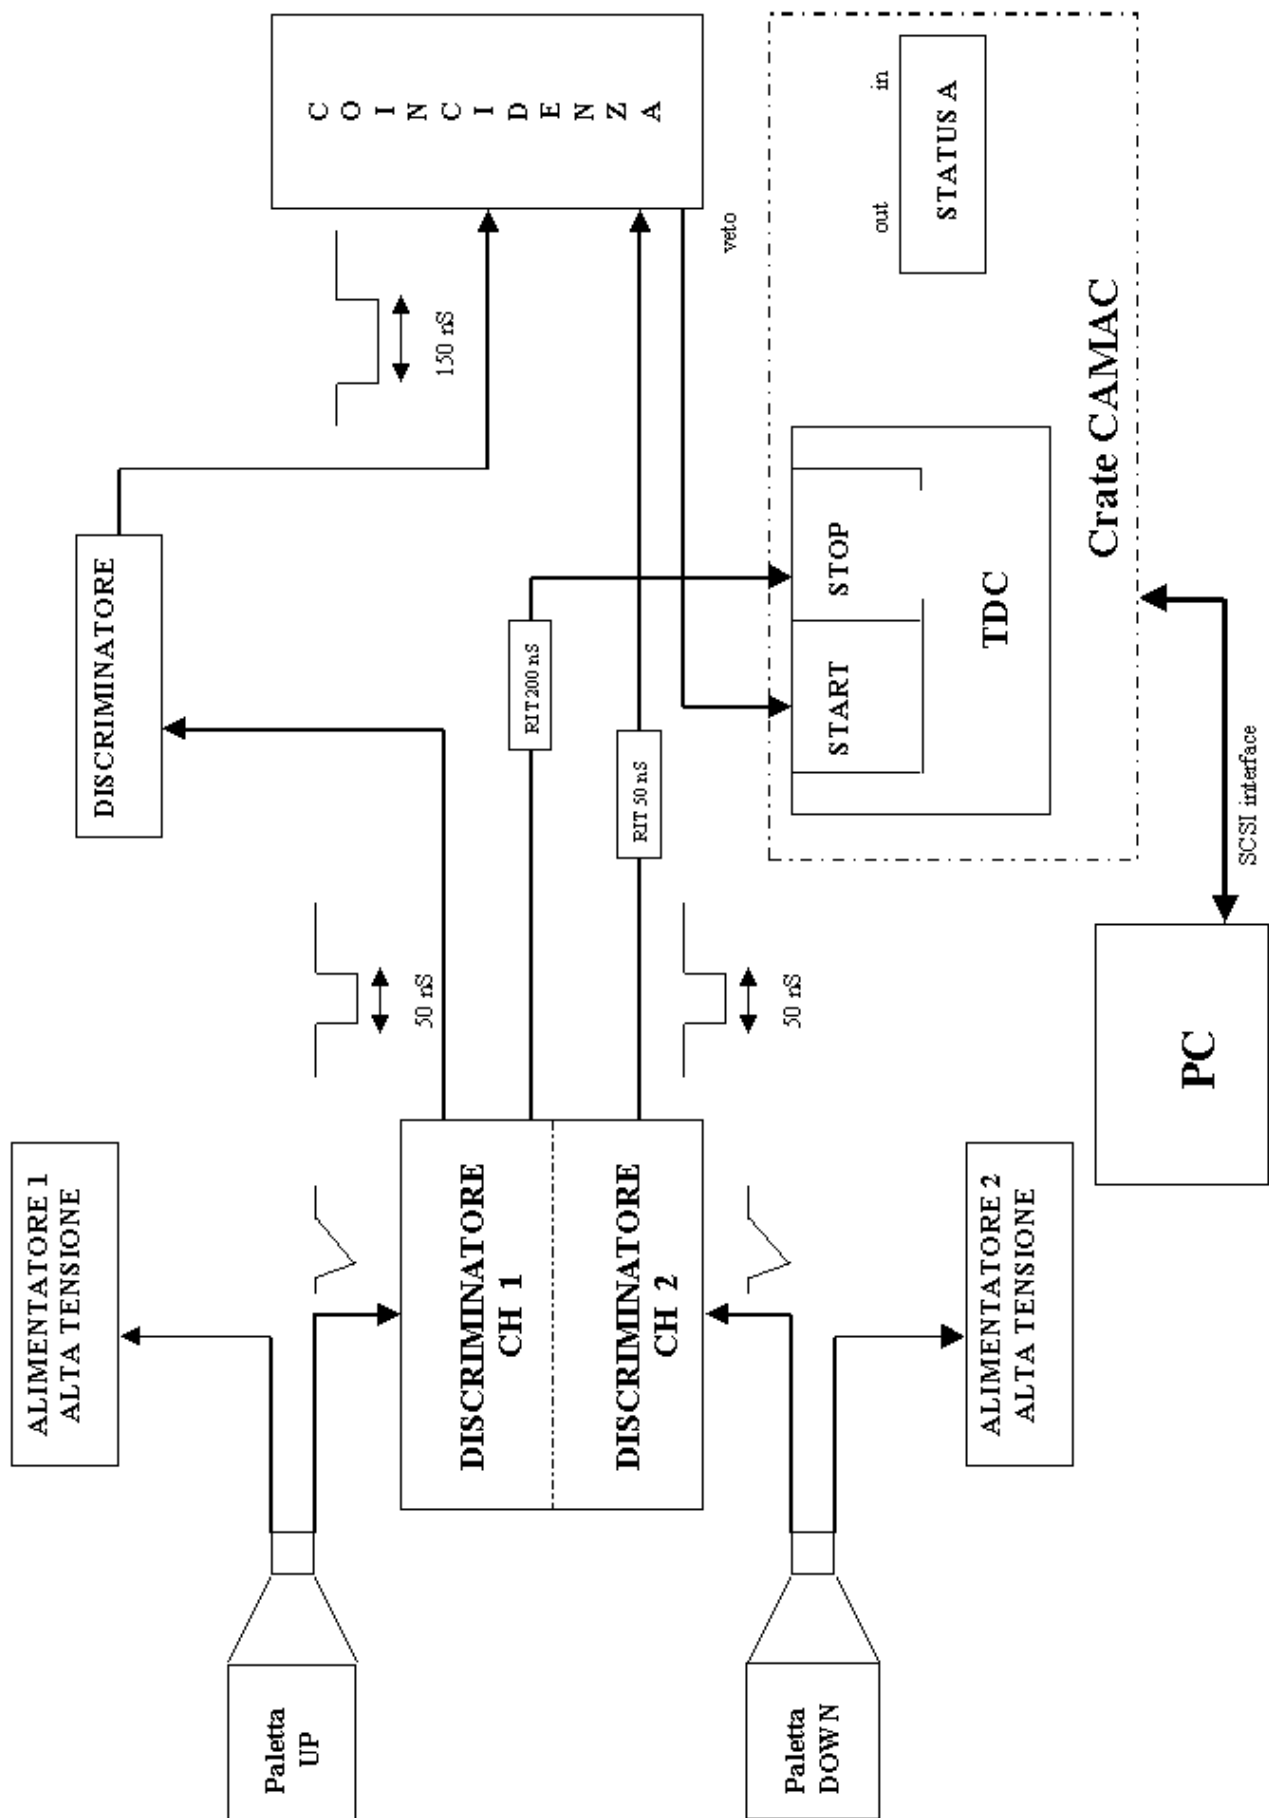 Paletta
UP
ALIMENTATORE 1
ALTA TENSIONE
DISCRIMINATORE
CH 1
DISCRIMINATORE
CH 2
Paletta
DOWN
ALIMENTATORE 2
ALTA TENSIONE
50 nS
50 nS
DISCRIMINATORE
150 nS
RIT 200 nS
RIT 50 nS
C
O
I
N
C
I
D
E
N
Z
A
veto
START
STOP
TDC
out
in
STATUS A
Crate CAMAC
SCSI interface
PC